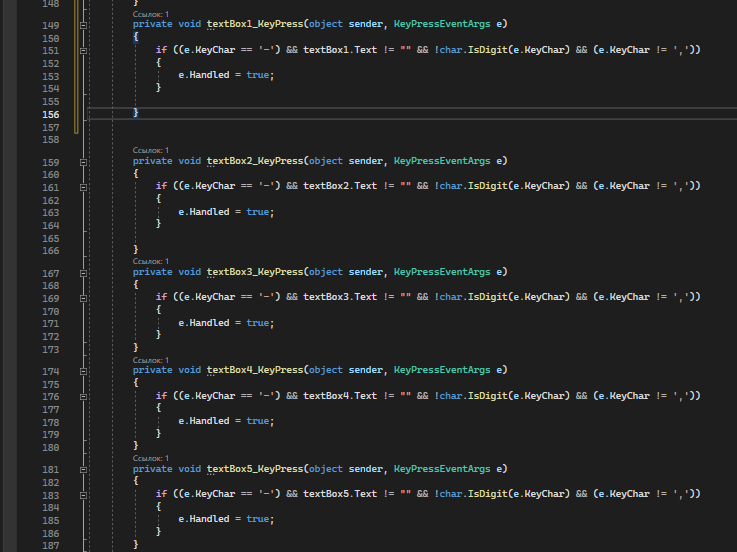 148 }
Ссылок: 1
149 private void textBox1_KeyPress(object sender, KeyPressEventArgs e)
150 {
151 if ((e.KeyChar == '-') && textBox1.Text != "" && !char.IsDigit(e.KeyChar) && (e.KeyChar != ','))
152 {
153 e.Handled = true;
154 }
155
156 }
157
158
Ссылок: 1
159 private void textBox2_KeyPress(object sender, KeyPressEventArgs e)
160 {
161 if ((e.KeyChar == '-') && textBox2.Text != "" && !char.IsDigit(e.KeyChar) && (e.KeyChar != ','))
162 {
163 e.Handled = true;
164 }
165
166 }
Ссылок: 1
167 private void textBox3_KeyPress(object sender, KeyPressEventArgs e)
168 {
169 if ((e.KeyChar == '-') && textBox3.Text != "" && !char.IsDigit(e.KeyChar) && (e.KeyChar != ','))
170 {
171 e.Handled = true;
172 }
173 }
Ссылок: 1
174 private void textBox4_KeyPress(object sender, KeyPressEventArgs e)
175 {
176 if ((e.KeyChar == '-') && textBox4.Text != "" && !char.IsDigit(e.KeyChar) && (e.KeyChar != ','))
177 {
178 e.Handled = true;
179 }
180 }
Ссылок: 1
181 private void textBox5_KeyPress(object sender, KeyPressEventArgs e)
182 {
183 if ((e.KeyChar == '-') && textBox5.Text != "" && !char.IsDigit(e.KeyChar) && (e.KeyChar != ','))
184 {
185 e.Handled = true;
186 }
187 }